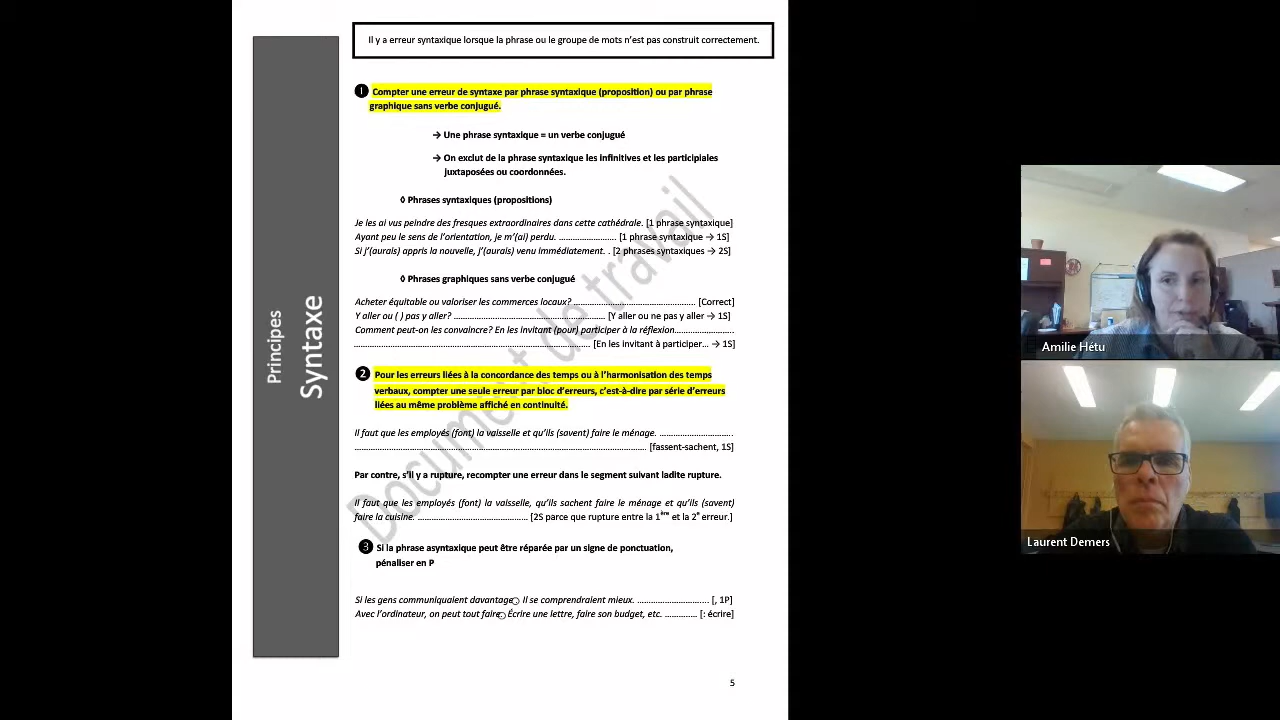 Il y a erreur syntaxique lorsque la phrase ou le groupe de mots n'est pas construit correctement.
Principes
Syntaxe
❶ Compter une erreur de syntaxe par phrase syntaxique (proposition) ou par phrase
graphique sans verbe conjugué.
→ Une phrase syntaxique = un verbe conjugué
→ On exclut de la phrase syntaxique les infinitives et les participiales
juxtaposées ou coordonnées.
◊ Phrases syntaxiques (propositions)
Je les ai vus peindre des fresques extraordinaires dans cette cathédrale. [1 phrase syntaxique]
Ayant peu le sens de l'orientation, je m'(ai) perdu. ........................ [1 phrase syntaxique → 1S]
Si j'(aurais) appris la nouvelle, j'(aurais) venu immédiatement. . [2 phrases syntaxiques → 2S]
◊ Phrases graphiques sans verbe conjugué
Acheter équitable ou valoriser les commerces locaux? .................................................... [Correct]
Y aller ou ( ) pas y aller? ................................................................ [Y aller ou ne pas y aller → 1S]
Comment peut-on les convaincre? En les invitant (pour) participer à la réflexion.........................
.................................................................................................... [En les invitant à participer... → 1S]
❷ Pour les erreurs liées à la concordance des temps ou à l'harmonisation des temps
verbaux, compter une seule erreur par bloc d'erreurs, c'est-à-dire par série d'erreurs
liées au même problème affiché en continuité.
Il faut que les employés (font) la vaisselle et qu'ils (savent) faire le ménage. ................................
............................................................................................................................ [fassent-sachent, 1S]
Par contre, s'il y a rupture, recompter une erreur dans le segment suivant ladite rupture.
Il faut que les employés (font) la vaisselle, qu'ils sachent faire le ménage et qu'ils (savent)
faire la cuisine. ............................................... [2S parce que rupture entre la 1ère et la 2e erreur.]
❸ Si la phrase asyntaxique peut être réparée par un signe de ponctuation,
pénaliser en P
Si les gens communiquaient davantage○ Il se comprendraient mieux. ............................... [, 1P]
Avec l'ordinateur, on peut tout faire○ Écrire une lettre, faire son budget, etc. .............. [: écrire]
5
Document de travail
Amilie Hétu
Laurent Demers